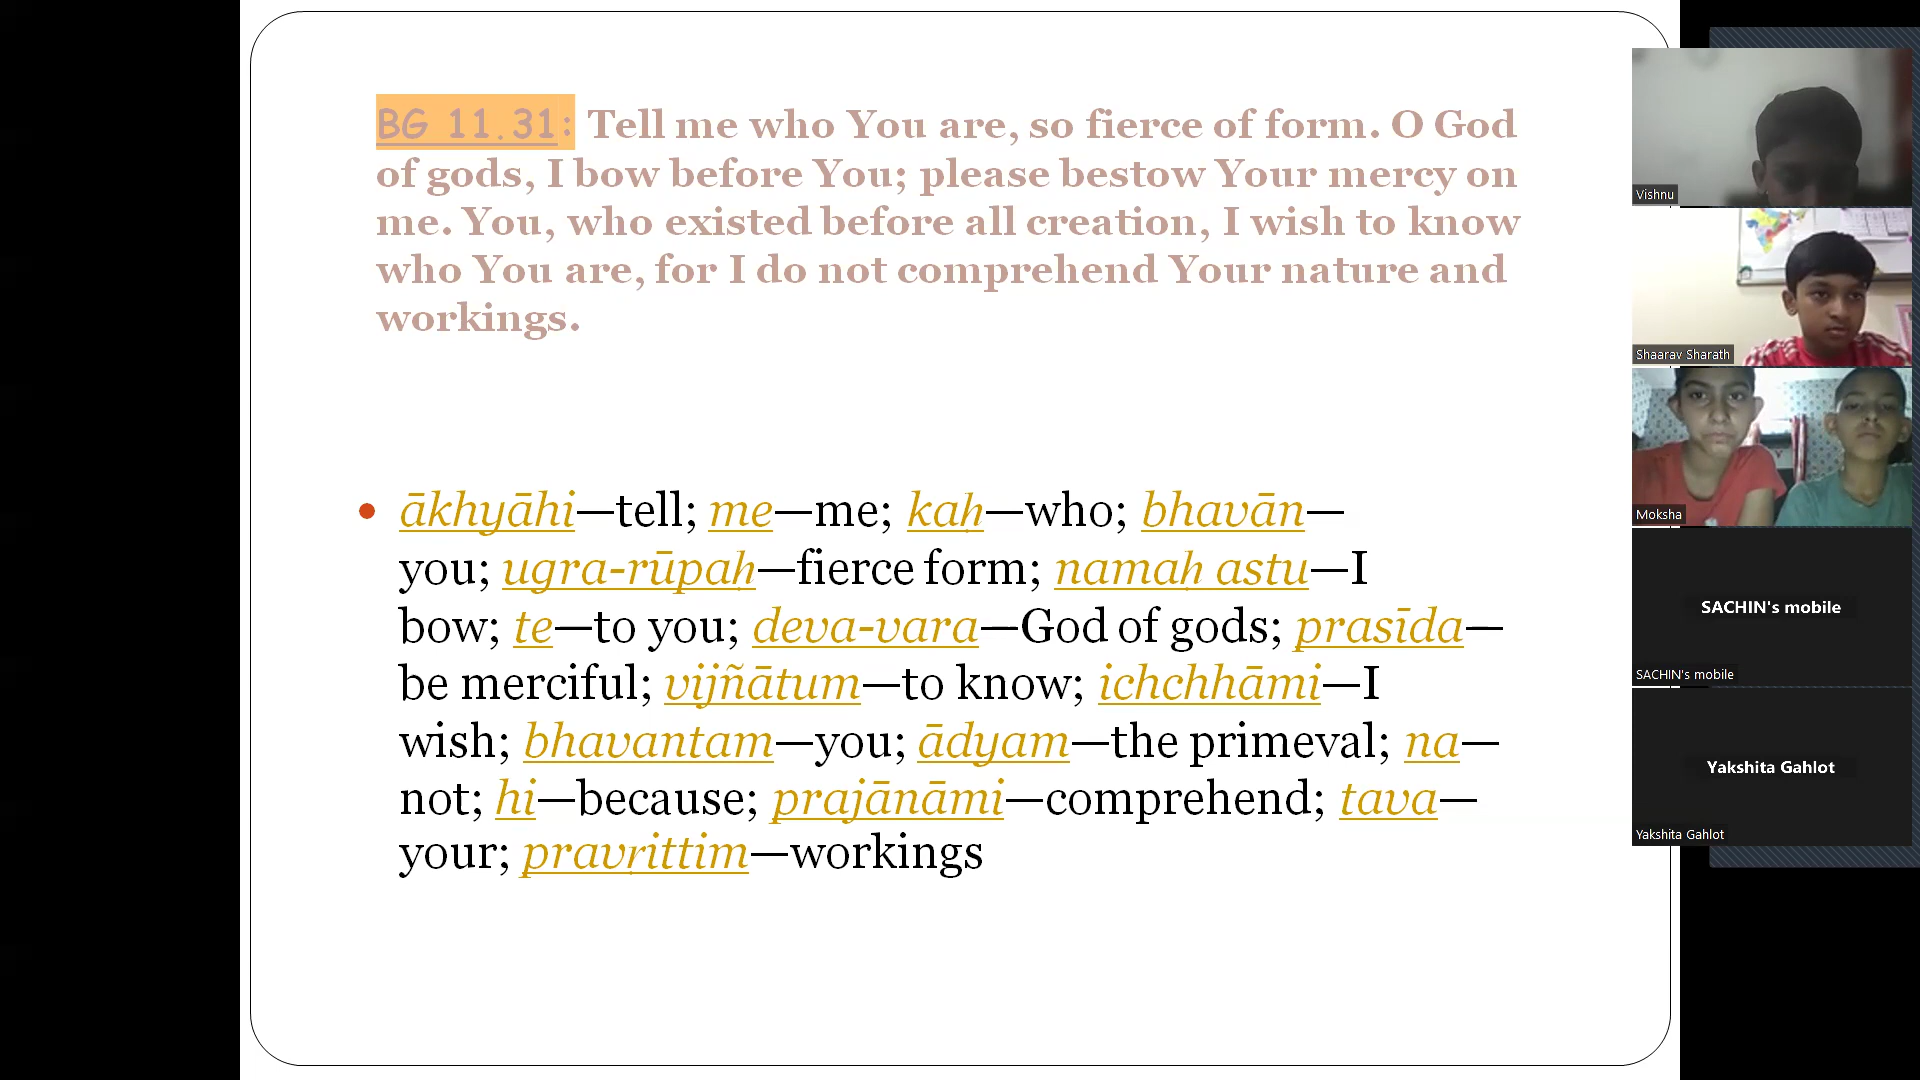 BG 11.31: Tell me who You are, so fierce of form. O God
of gods, I bow before You; please bestow Your mercy on
me. You, who existed before all creation, I wish to know
who You are, for I do not comprehend Your nature and
workings.
• ākhyāhi—tell; me—me; kaḥ—who; bhavān—
you; ugra-rūpaḥ—fierce form; namaḥ astu—I
bow; te—to you; deva-vara—God of gods; prasīda—
be merciful; vijñātum—to know; ichchhāmi—I
wish; bhavantam—you; ādyam—the primeval; na—
not; hi—because; prajānāmi—comprehend; tava—
your; pravṛittim—workings
Vishnu
Shaarav Sharath
Moksha
SACHIN's mobile
SACHIN's mobile
Yakshita Gahlot
Yakshita Gahlot